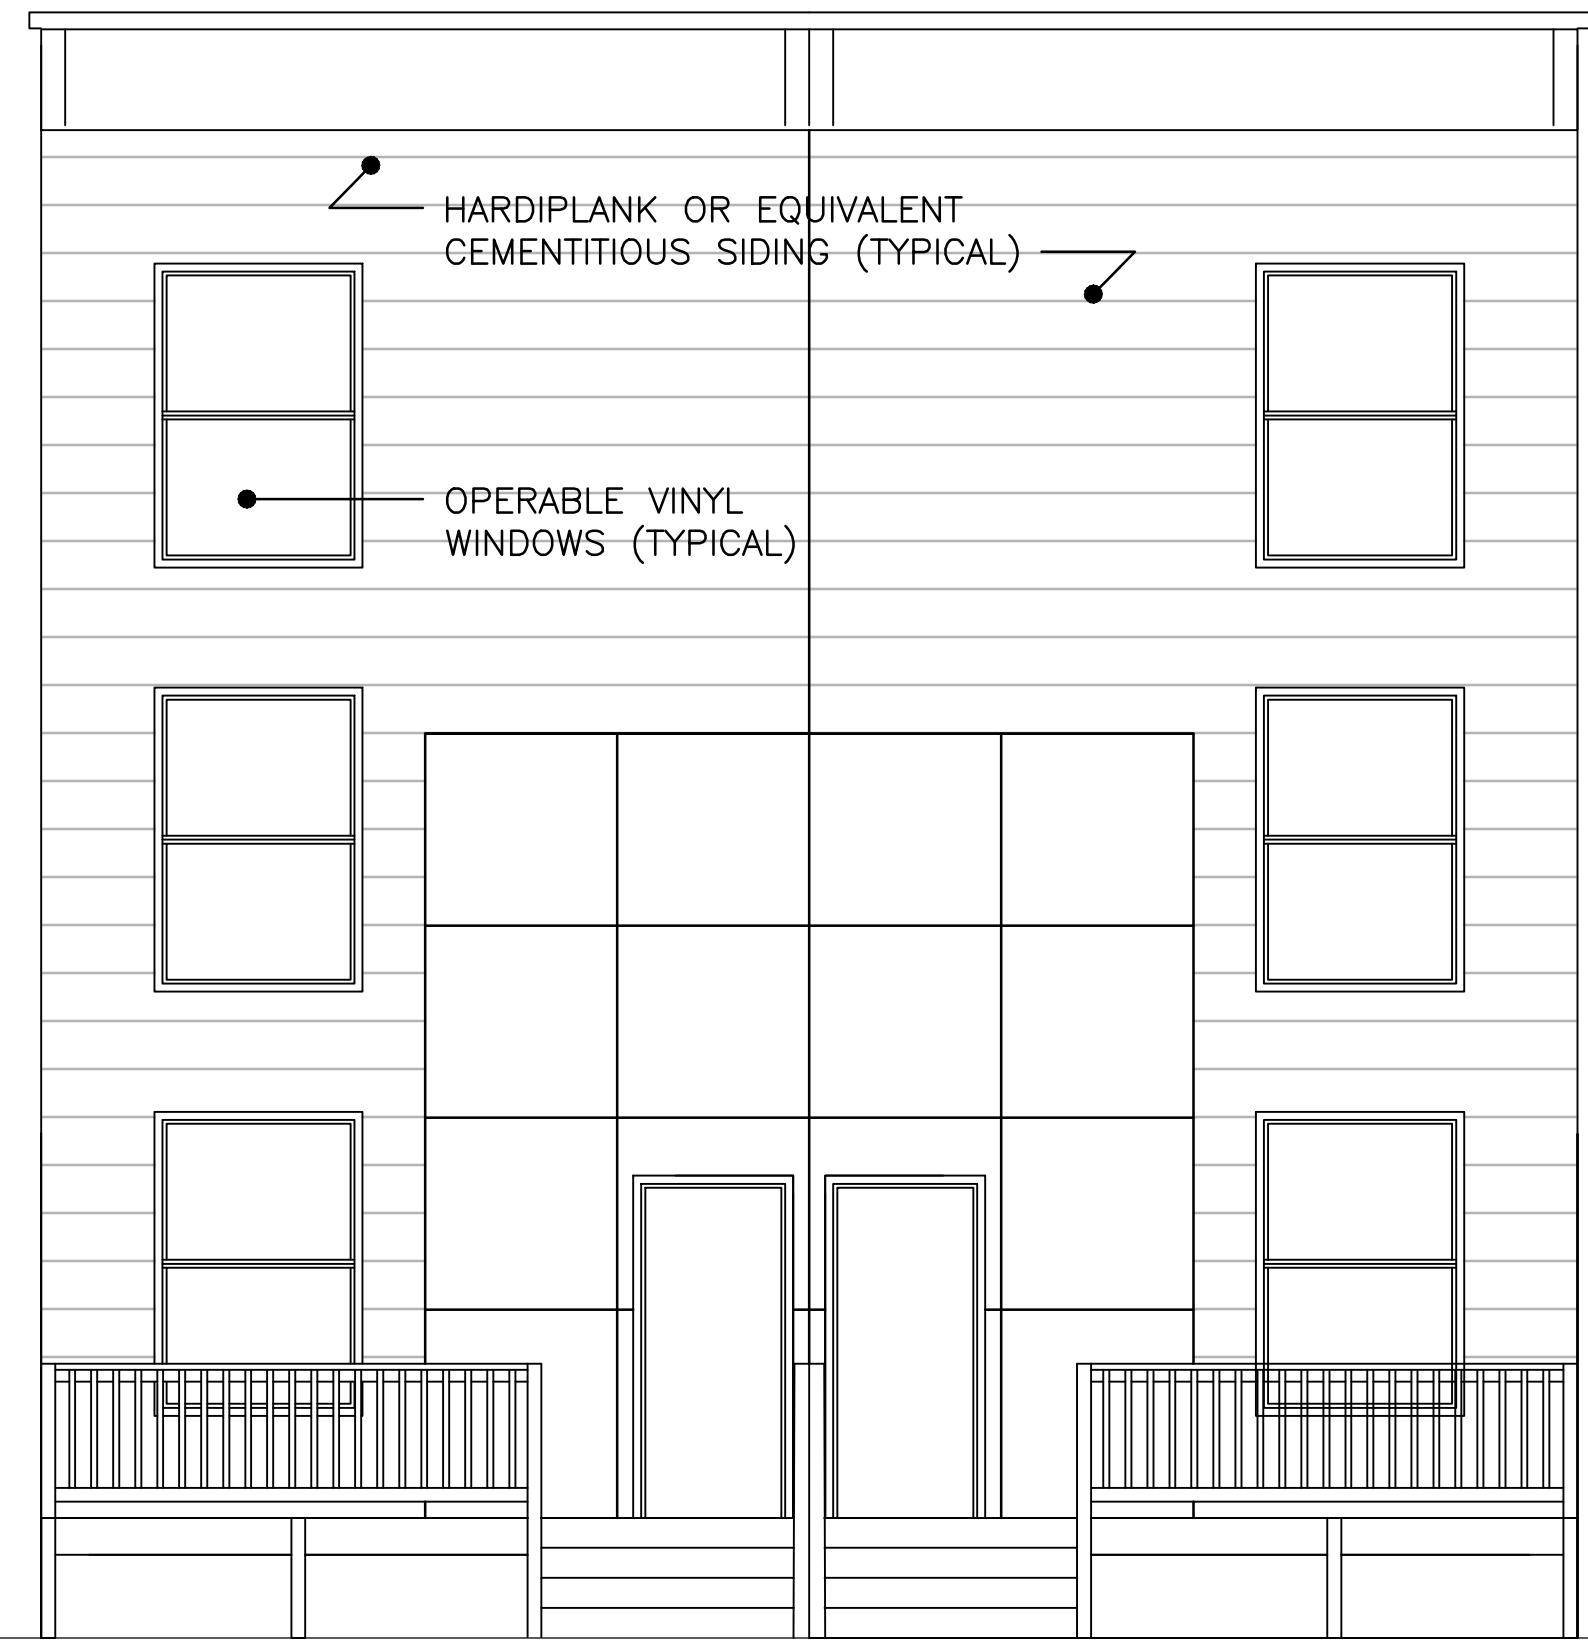 HARDIPLANK OR EQUIVALENT
CEMENTITIOUS SIDING (TYPICAL)
OPERABLE VINYL
WINDOWS (TYPICAL)